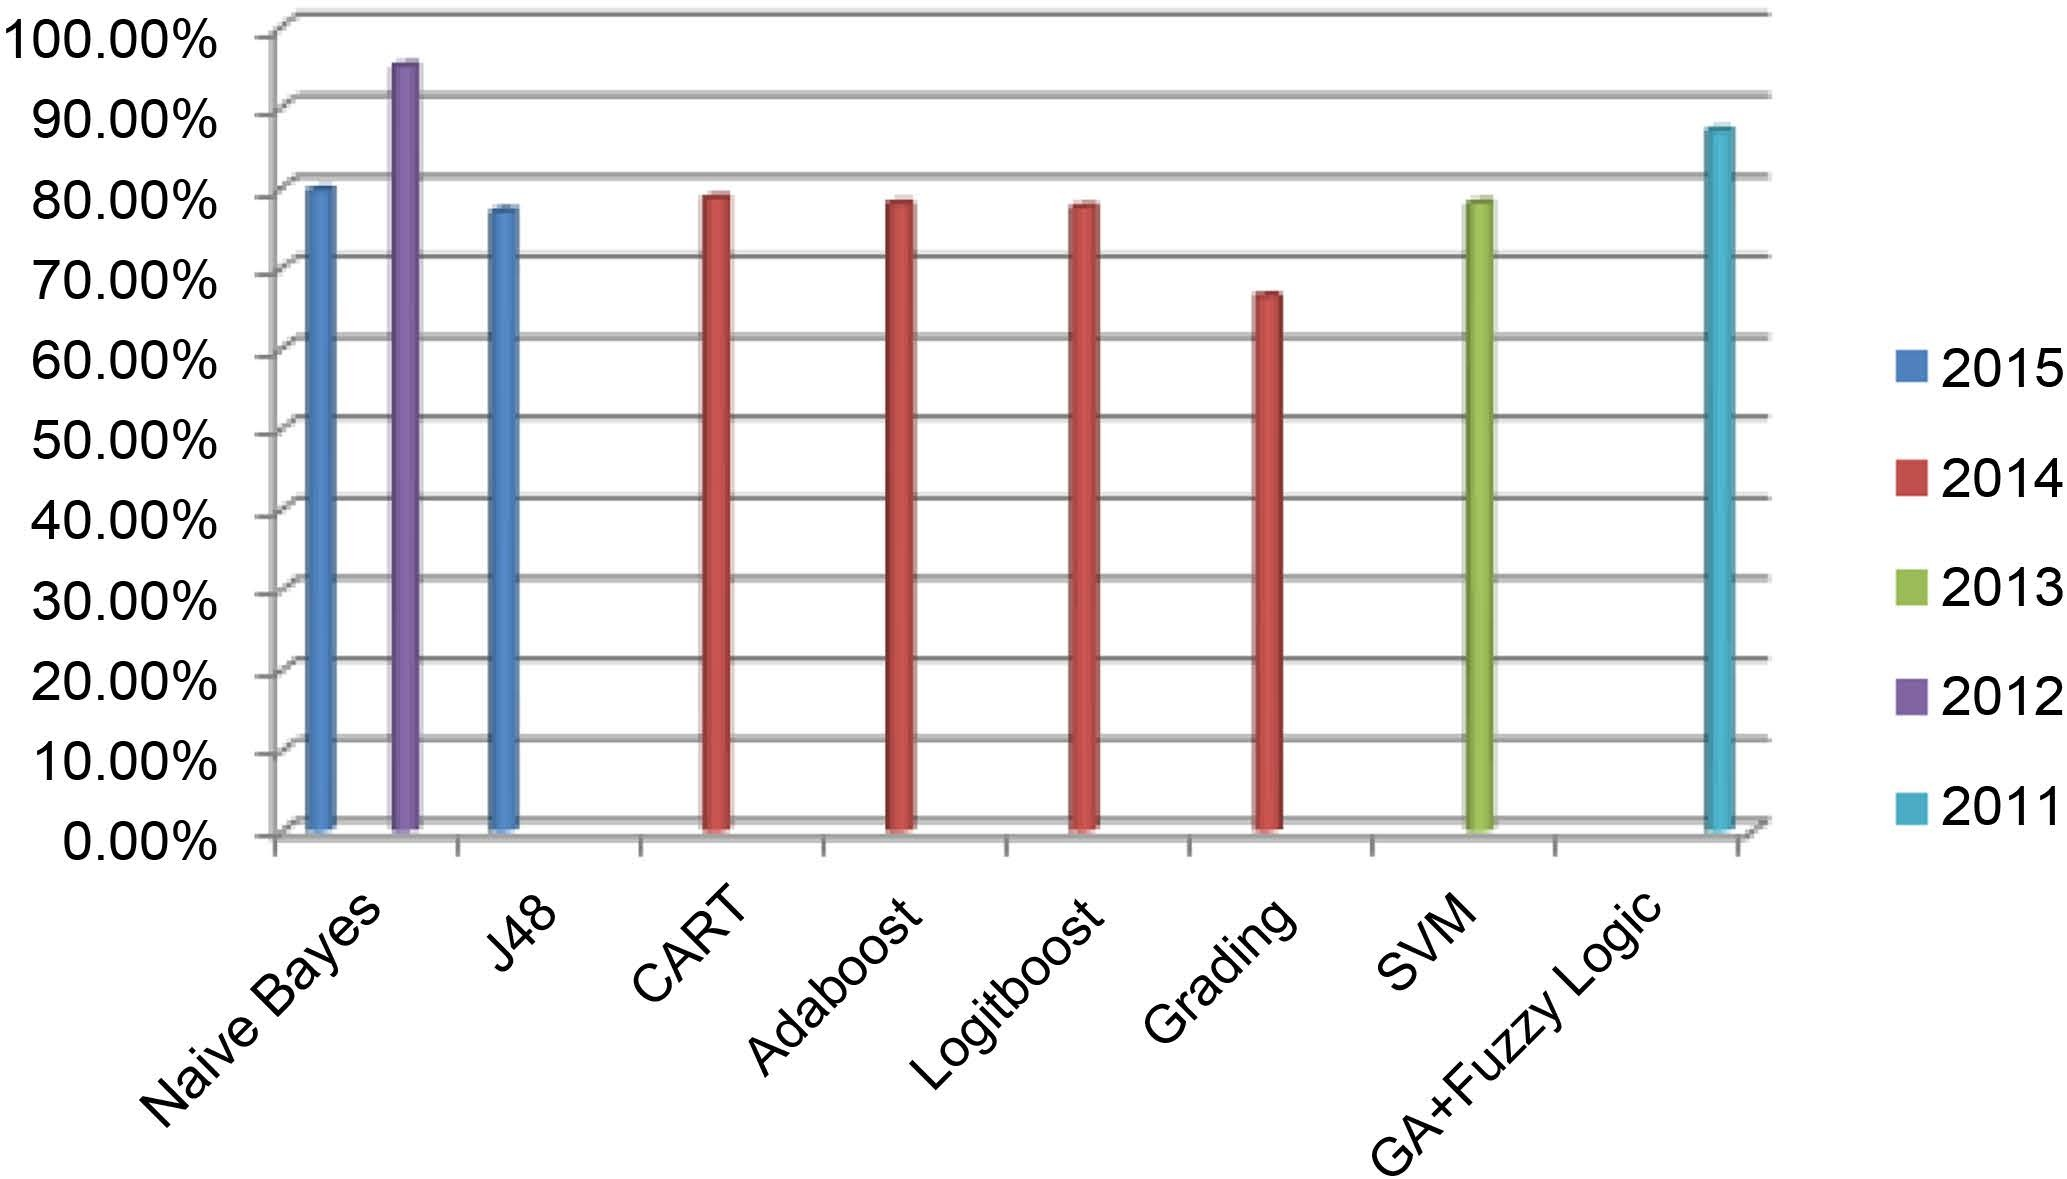 100.00%
90.00%
80.00%
70.00%
60.00%
50.00%
40.00%
30.00%
20.00%
10.00%
0.00%
Naive Bayes
J48
CART
Adaboost
Logitboost
Grading
SVM
GA+Fuzzy Logic
2015
2014
2013
2012
2011